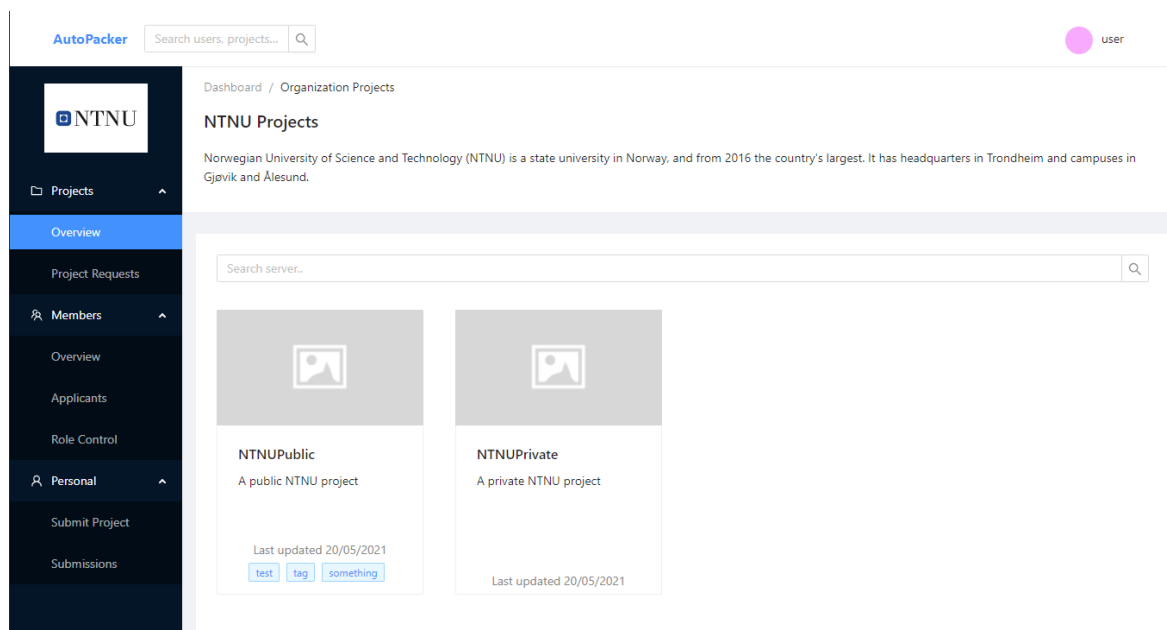 AutoPacker
Search users, projects...
user
NTNU
Projects
Overview
Project Requests
Members
Overview
Applicants
Role Control
Personal
Submit Project
Submissions
Dashboard / Organization Projects
NTNU Projects
Norwegian University of Science and Technology (NTNU) is a state university in Norway, and from 2016 the country's largest. It has headquarters in Trondheim and campuses in
Gjøvik and Ålesund.
Search server..
NTNUPublic
A public NTNU project
Last updated 20/05/2021
test tag something
NTNUPrivate
A private NTNU project
Last updated 20/05/2021